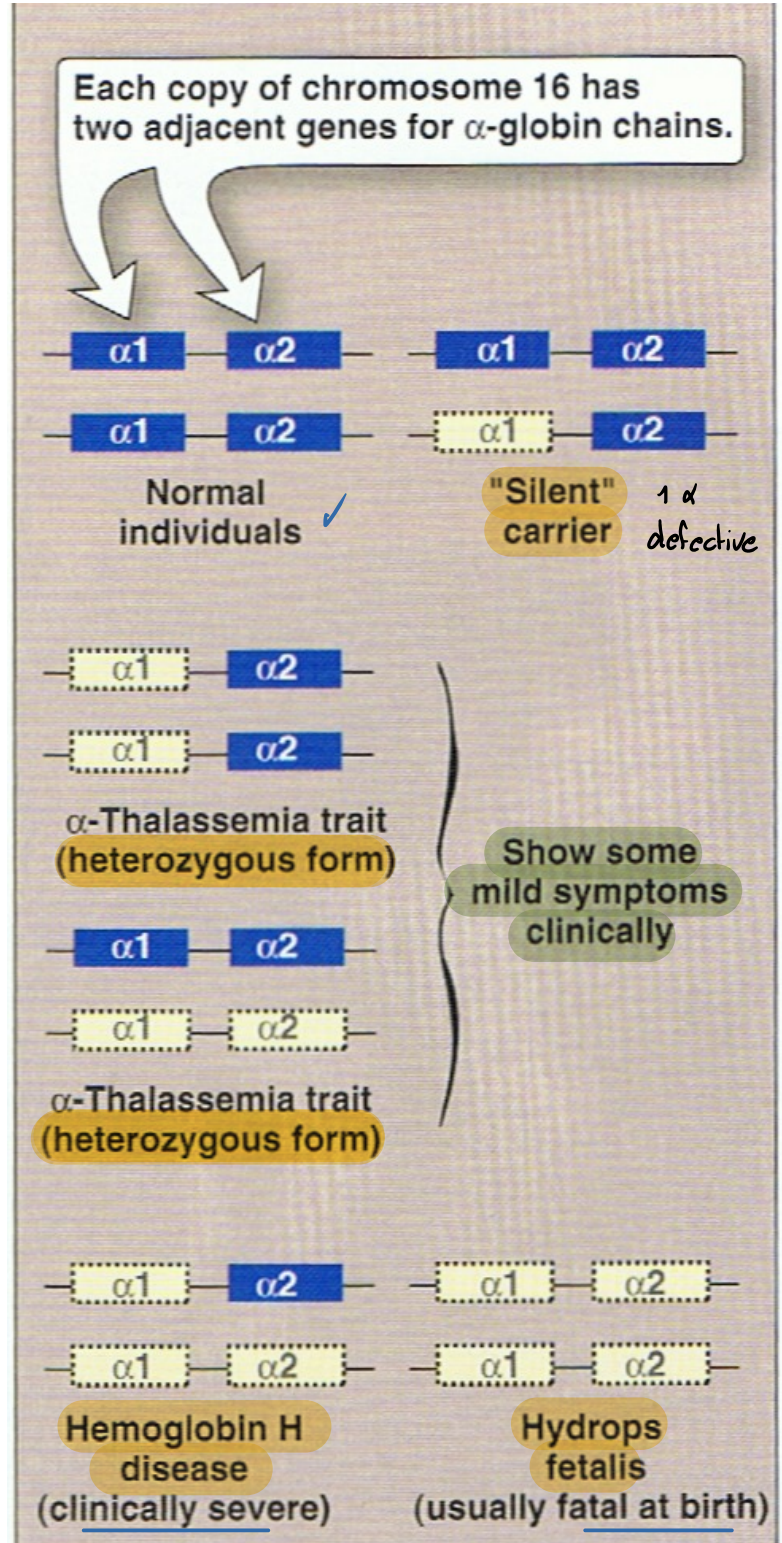 Each copy of chromosome 16 has
two adjacent genes for α-globin chains.
α1 α2 α1 α2
α1 α2 α1 α2
Normal
individuals ✓
"Silent"
carrier
1 α
defective
α1 α2
α1 α2
α-Thalassemia trait
(heterozygous form)
α1 α2
α1 α2
α-Thalassemia trait
(heterozygous form)
Show some
mild symptoms
clinically
α1 α2 α1 α2
α1 α2 α1 α2
Hemoglobin H
disease
(clinically severe)
Hydrops
fetalis
(usually fatal at birth)